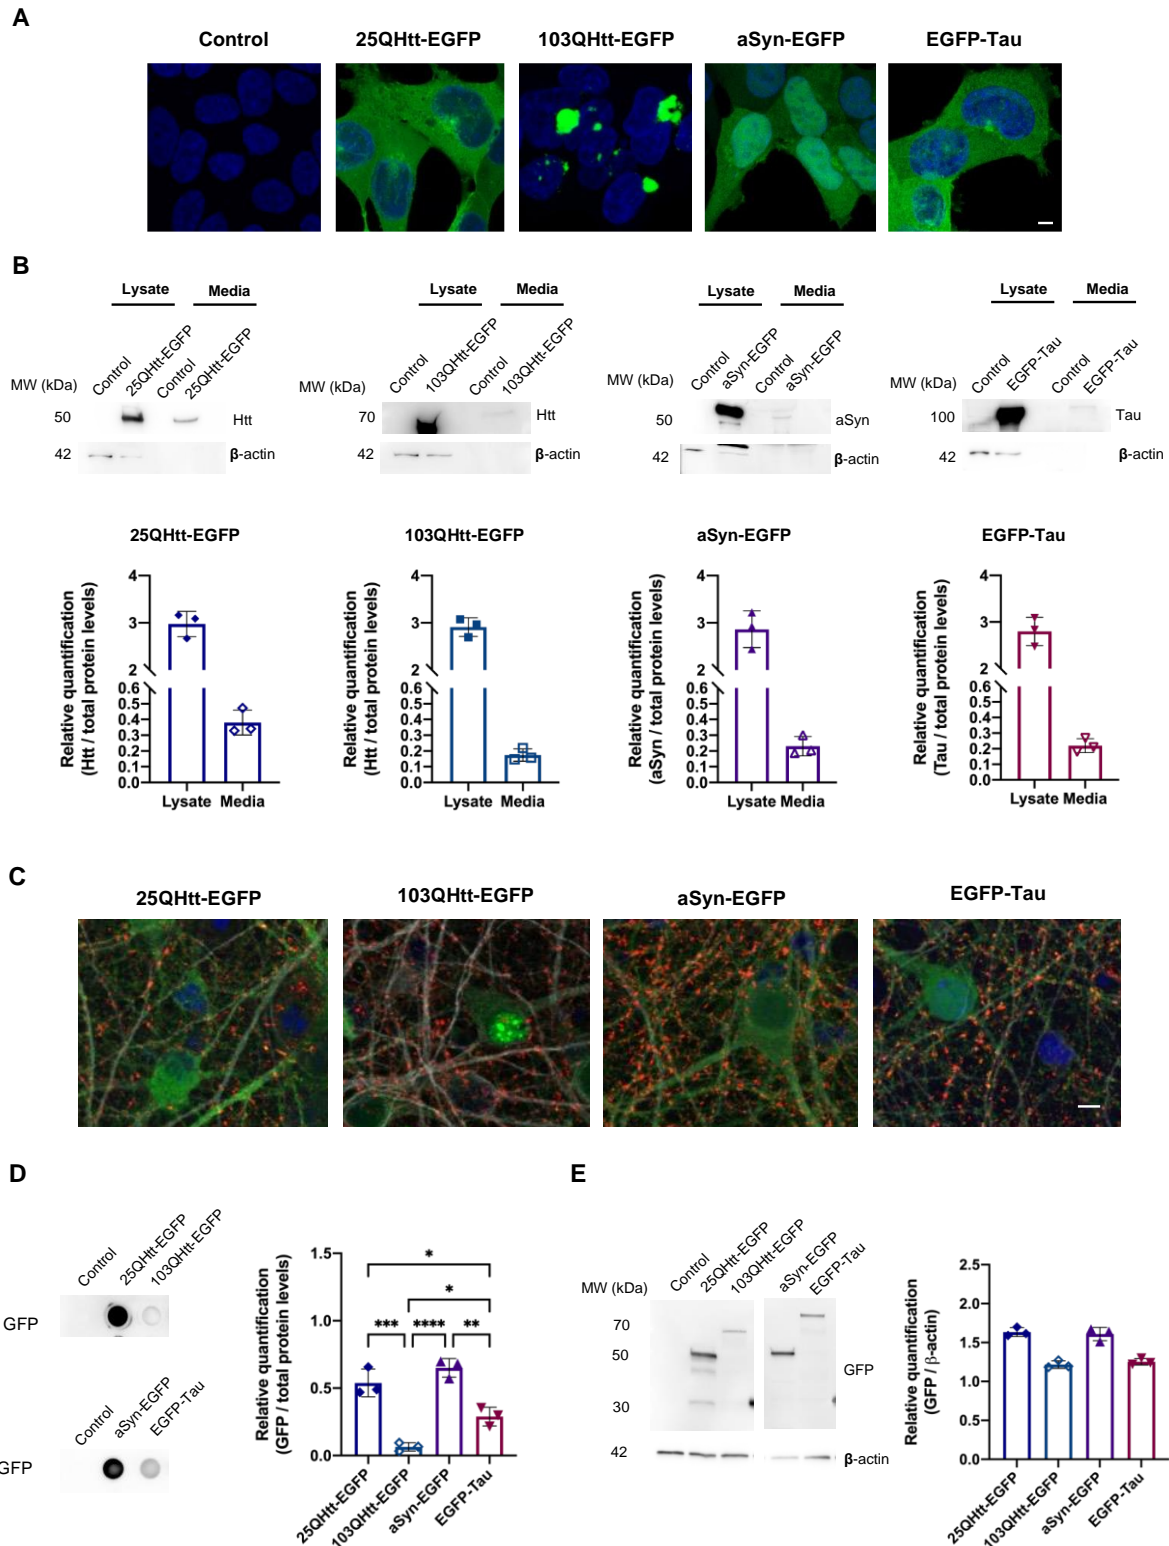 A
Control 25QHtt-EGFP 103QHtt-EGFP aSyn-EGFP EGFP-Tau
B
Lysate Media
Control 25QHtt-EGFP Control 25QHtt-EGFP
MW (kDa)
50 Htt
42 β-actin
Lysate Media
Control 103QHtt-EGFP Control 103QHtt-EGFP
MW (kDa)
70 Htt
42 β-actin
Lysate Media
Control aSyn-EGFP Control aSyn-EGFP
MW (kDa)
50 aSyn
42 β-actin
Lysate Media
Control EGFP-Tau Control EGFP-Tau
MW (kDa)
100 Tau
42 β-actin
25QHtt-EGFP
Relative quantification
(Htt / total protein levels)
4
3
2
0.6
0.5
0.4
0.3
0.2
0.1
0.0
Lysate Media
103QHtt-EGFP
Relative quantification
(Htt / total protein levels)
4
3
2
0.6
0.5
0.4
0.3
0.2
0.1
0.0
Lysate Media
aSyn-EGFP
Relative quantification
(aSyn / total protein levels)
4
3
2
0.6
0.5
0.4
0.3
0.2
0.1
0.0
Lysate Media
EGFP-Tau
Relative quantification
(Tau / total protein levels)
4
3
2
0.6
0.5
0.4
0.3
0.2
0.1
0.0
Lysate Media
C
25QHtt-EGFP 103QHtt-EGFP aSyn-EGFP EGFP-Tau
D
Control 25QHtt-EGFP 103QHtt-EGFP
GFP
Control aSyn-EGFP EGFP-Tau
GFP
Relative quantification
(GFP / total protein levels)
1.5
1.0
0.5
0.0
*
*
*** **** **
25QHtt-EGFP 103QHtt-EGFP aSyn-EGFP EGFP-Tau
E
Control 25QHtt-EGFP 103QHtt-EGFP aSyn-EGFP EGFP-Tau
MW (kDa)
70
50
GFP
30
42 β-actin
Relative quantification
(GFP / β-actin)
2.5
2.0
1.5
1.0
0.5
0.0
25QHtt-EGFP 103QHtt-EGFP aSyn-EGFP EGFP-Tau